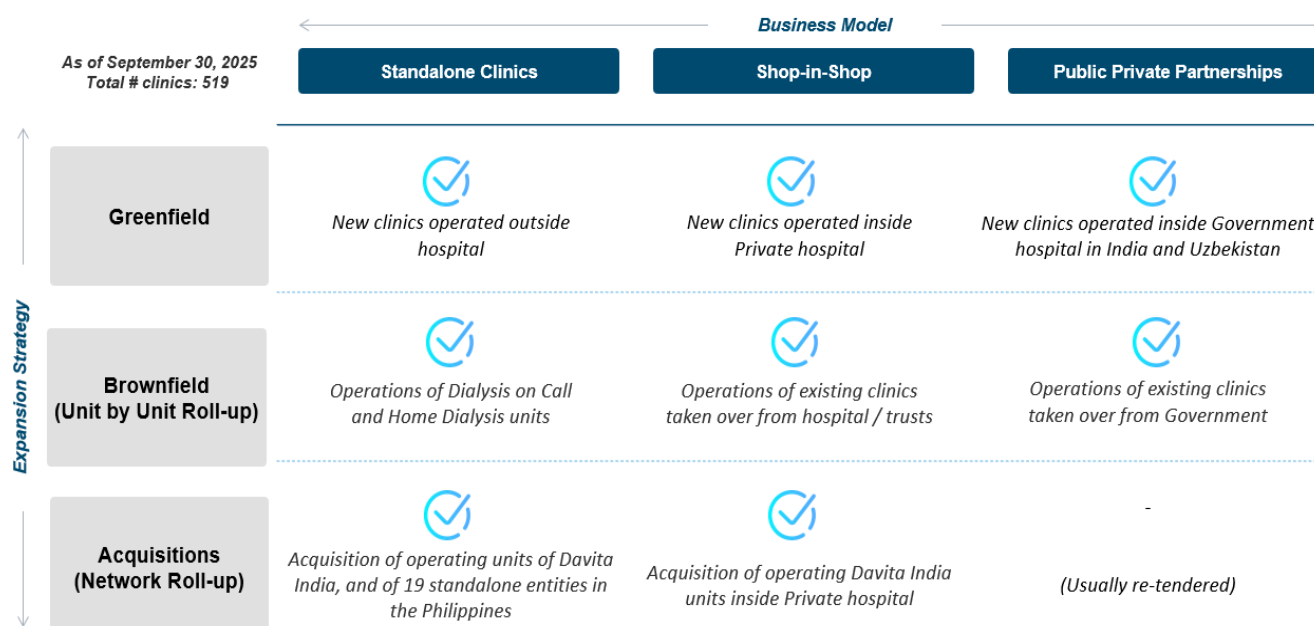 Business Model
As of September 30, 2025
Total # clinics: 519
Standalone Clinics
Shop-in-Shop
Public Private Partnerships
Expansion Strategy
Greenfield
New clinics operated outside
hospital
New clinics operated inside
Private hospital
New clinics operated inside Government
hospital in India and Uzbekistan
Brownfield
(Unit by Unit Roll-up)
Operations of Dialysis on Call
and Home Dialysis units
Operations of existing clinics
taken over from hospital / trusts
Operations of existing clinics
taken over from Government
Acquisitions
(Network Roll-up)
Acquisition of operating units of Davita
India, and of 19 standalone entities in
the Philippines
Acquisition of operating Davita India
units inside Private hospital
-
(Usually re-tendered)